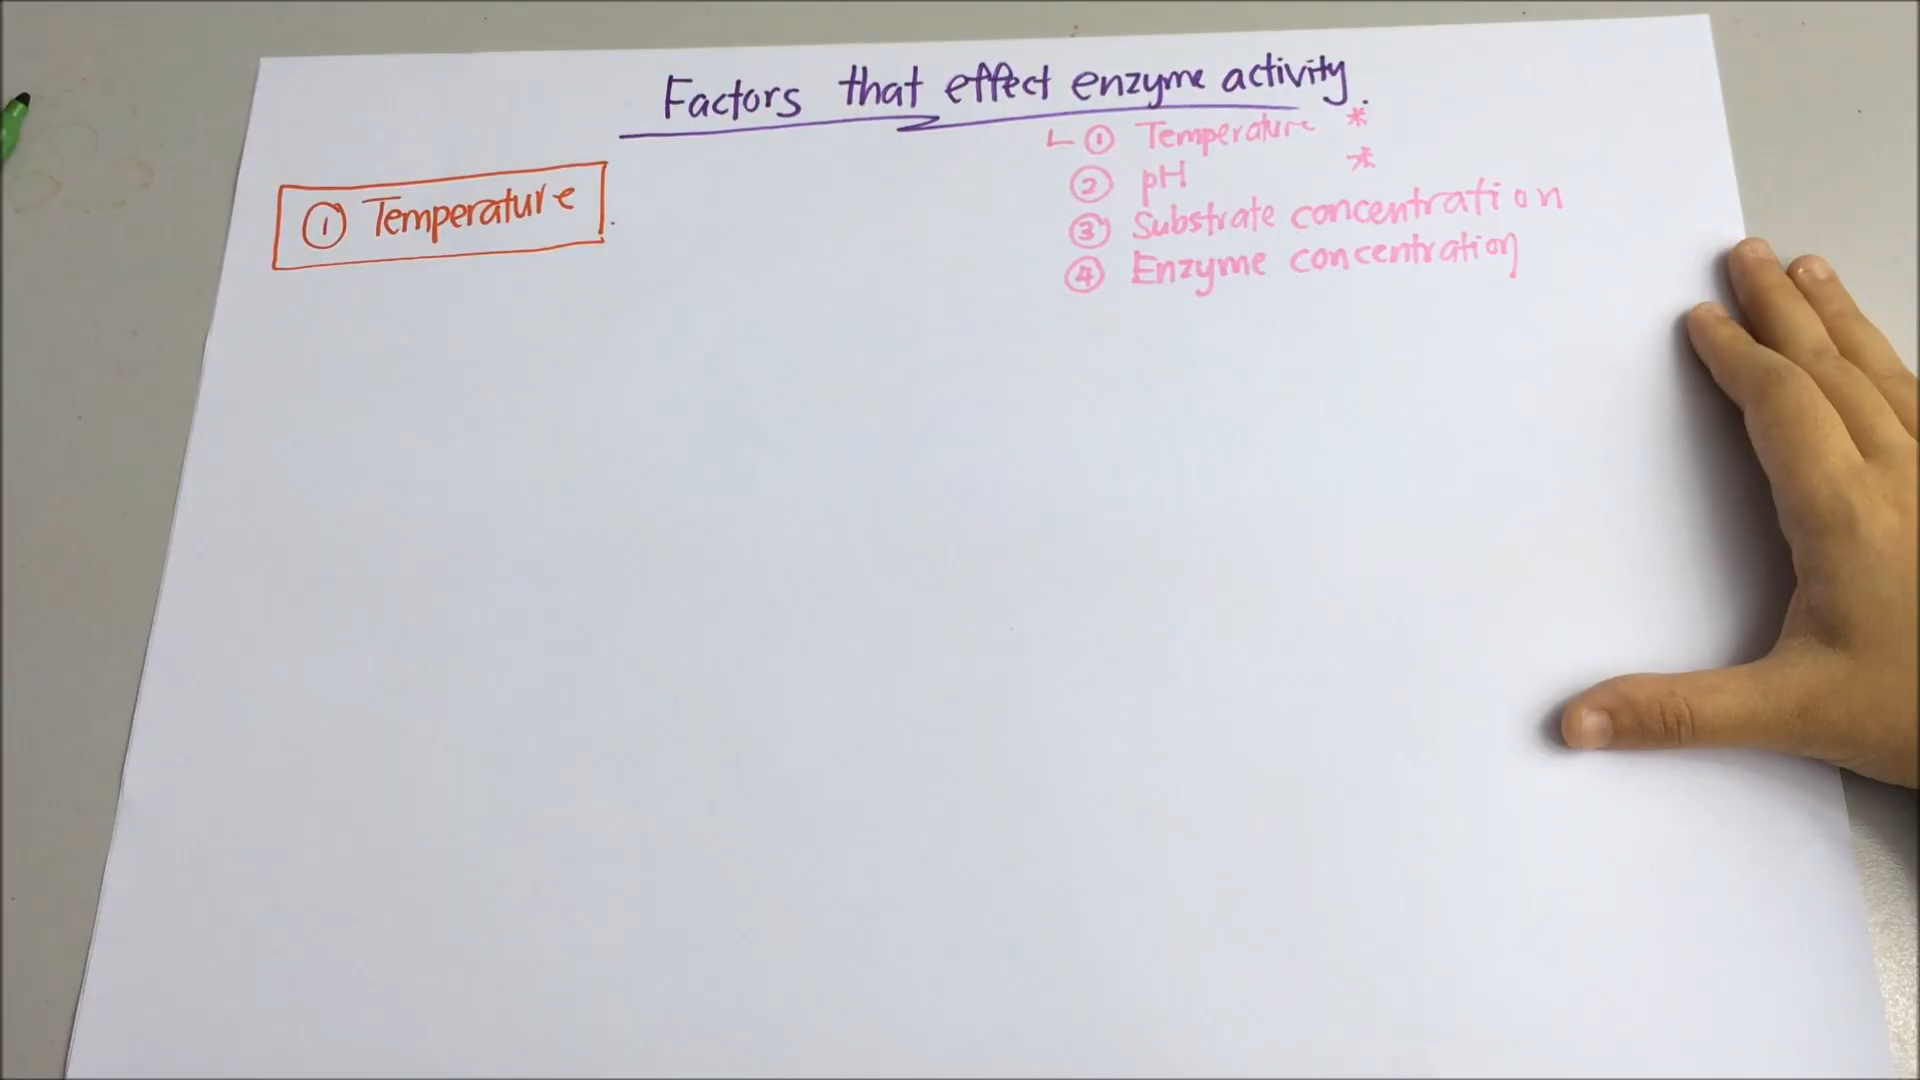 Factors that effect enzyme activity.
① Temperature *
② pH *
③ Substrate concentration
④ Enzyme concentration
① Temperature